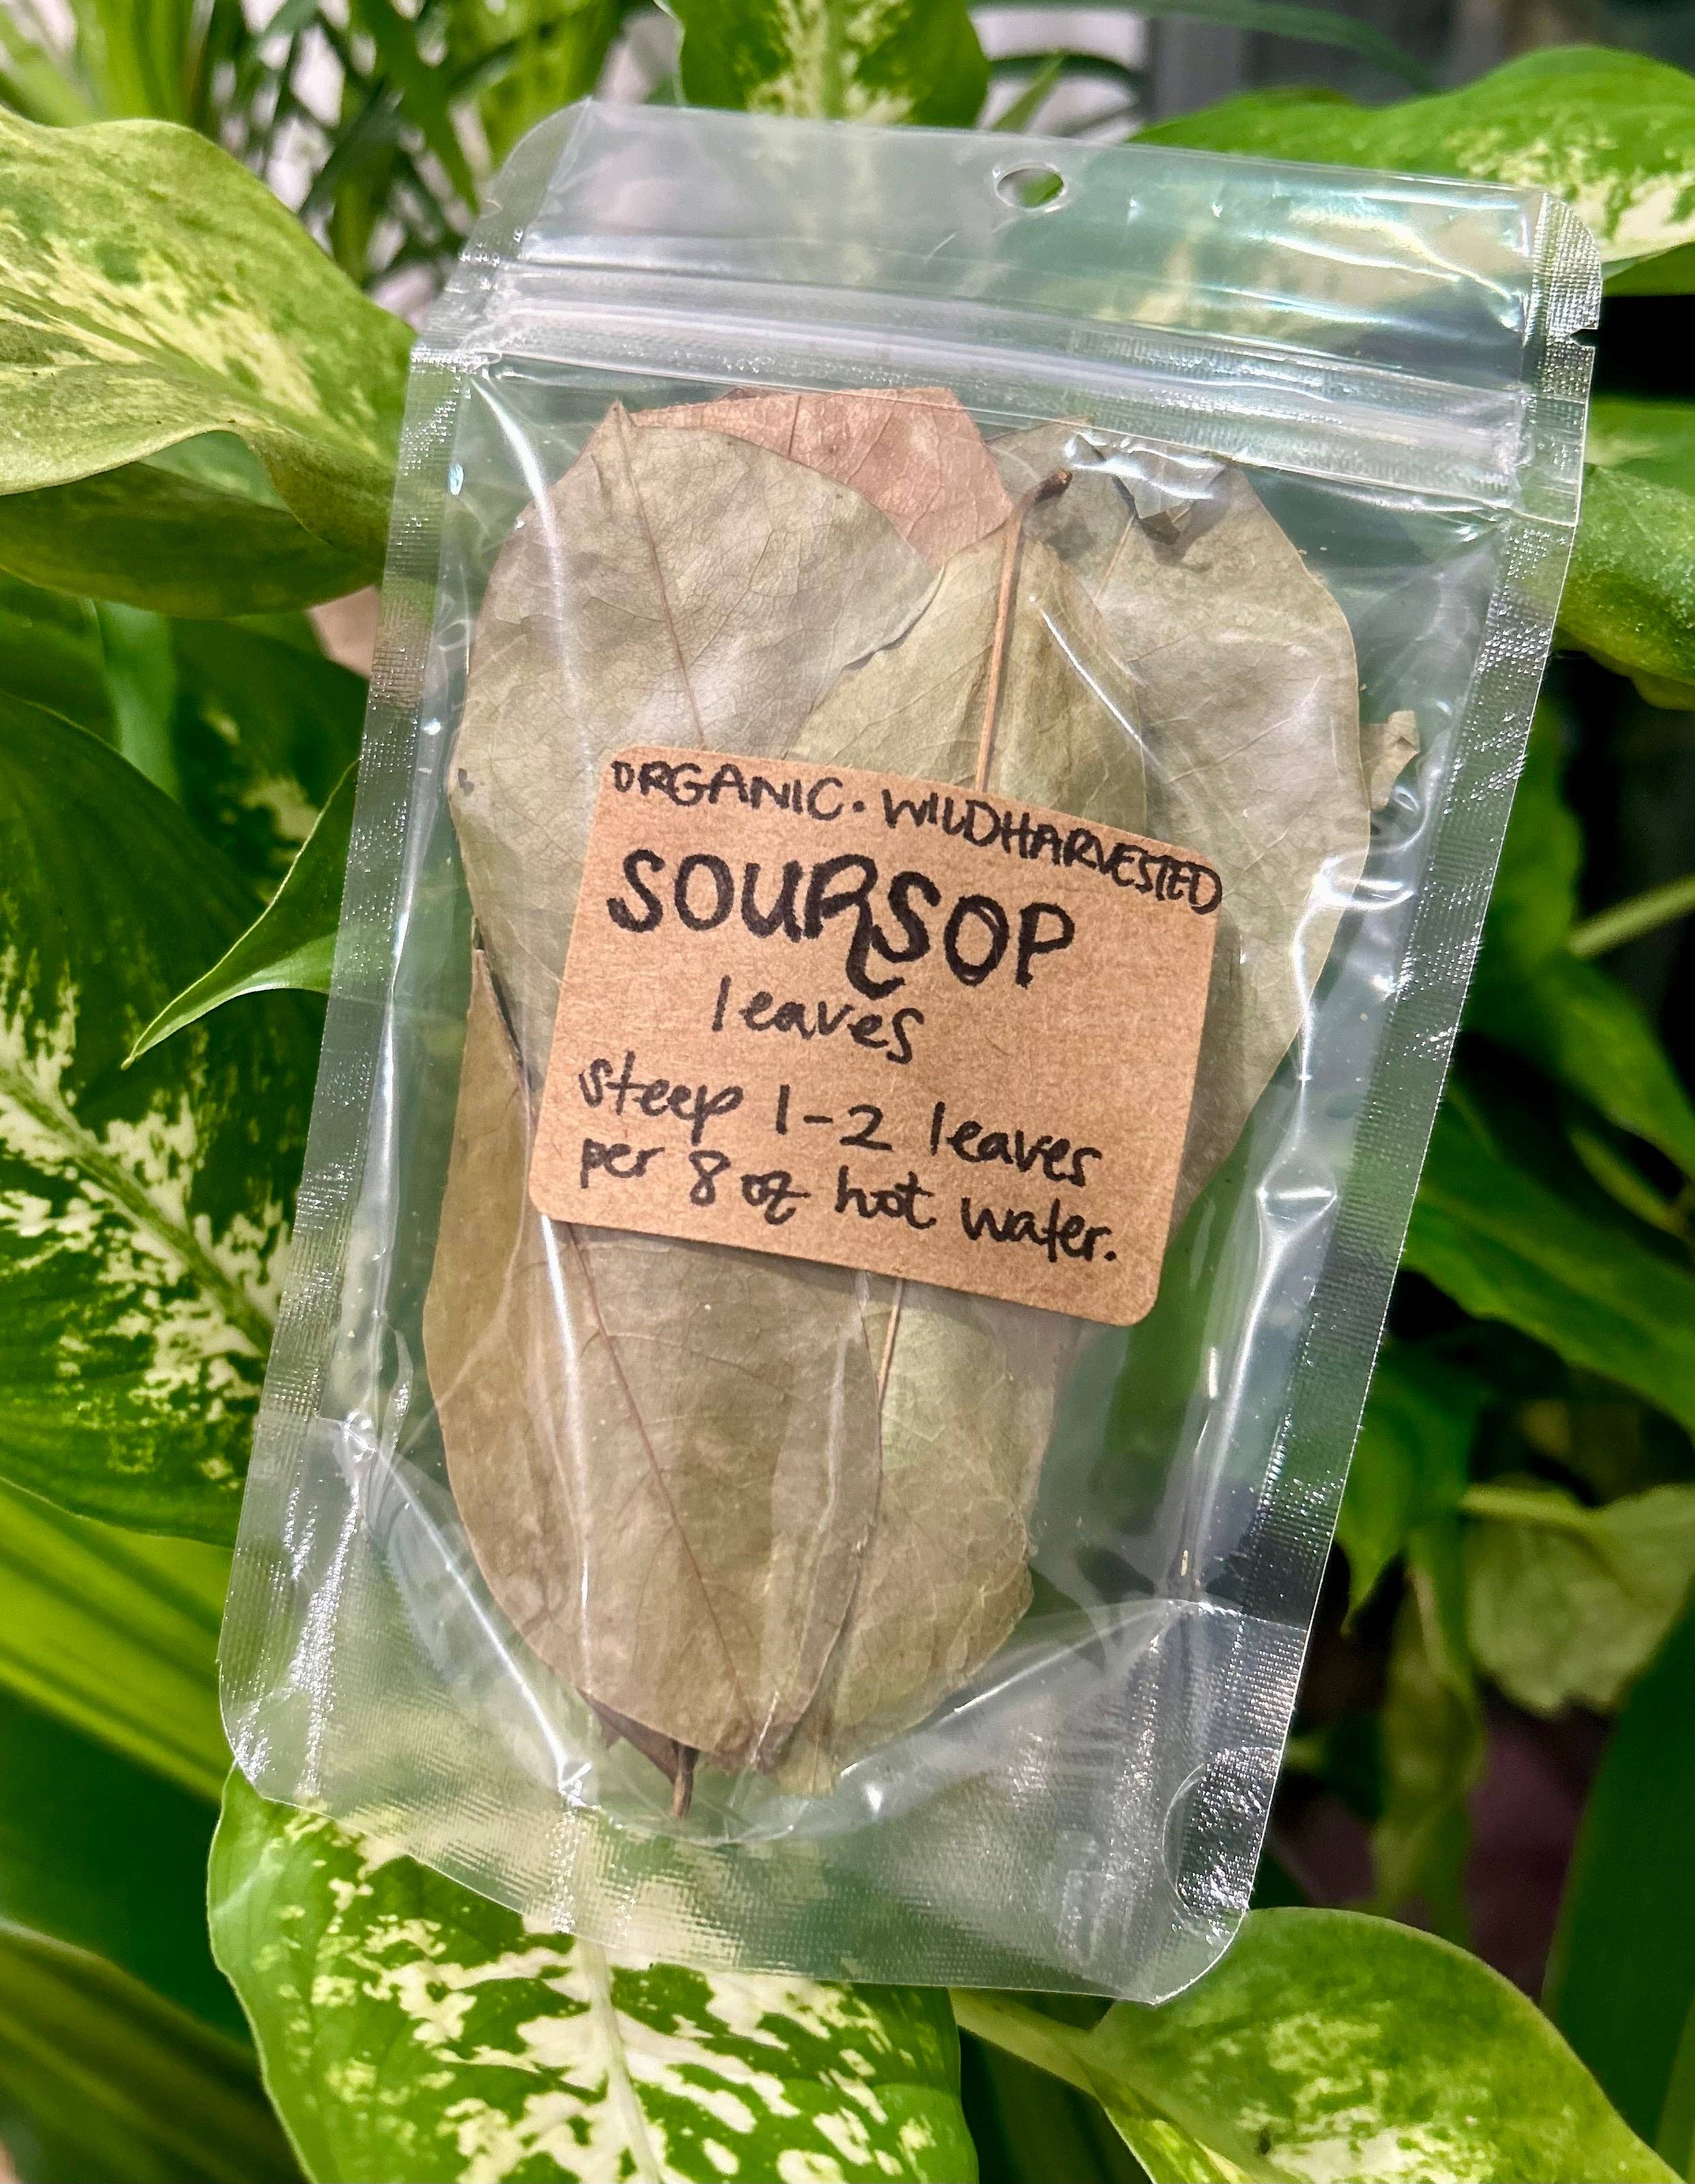 ORGANIC. WILDHARVESTED
SOURSOP
leaves
steep 1-2 leaves
per 8 oz hot water.